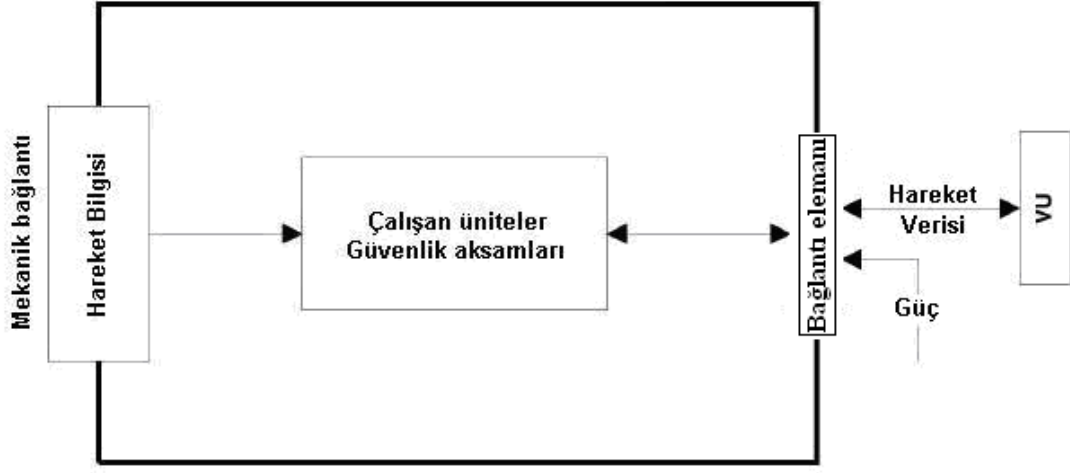 Mekanik bağlantı
Hareket Bilgisi
Çalışan üniteler
Güvenlik aksamları
Bağlantı elemanı
Hareket
Verisi
Güç
VU